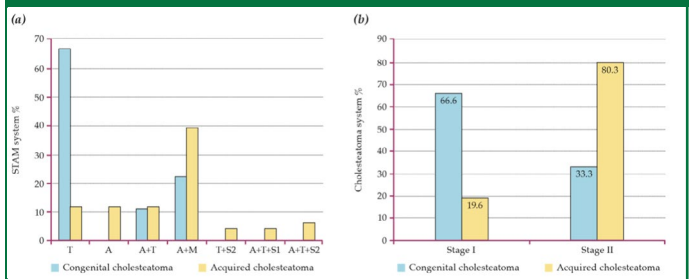 (a)
STAM system %
70
60
50
40
30
20
10
0
T A A+T A+M T+S2 A+T+S1 A+T+S2
Congenital cholesteatoma Acquired cholesteatoma
(b)
Cholesteatoma system %
90
80
70
60
50
40
30
20
10
0
66.6
19.6
33.3
80.3
Stage I Stage II
Congenital cholesteatoma Acquired cholesteatoma